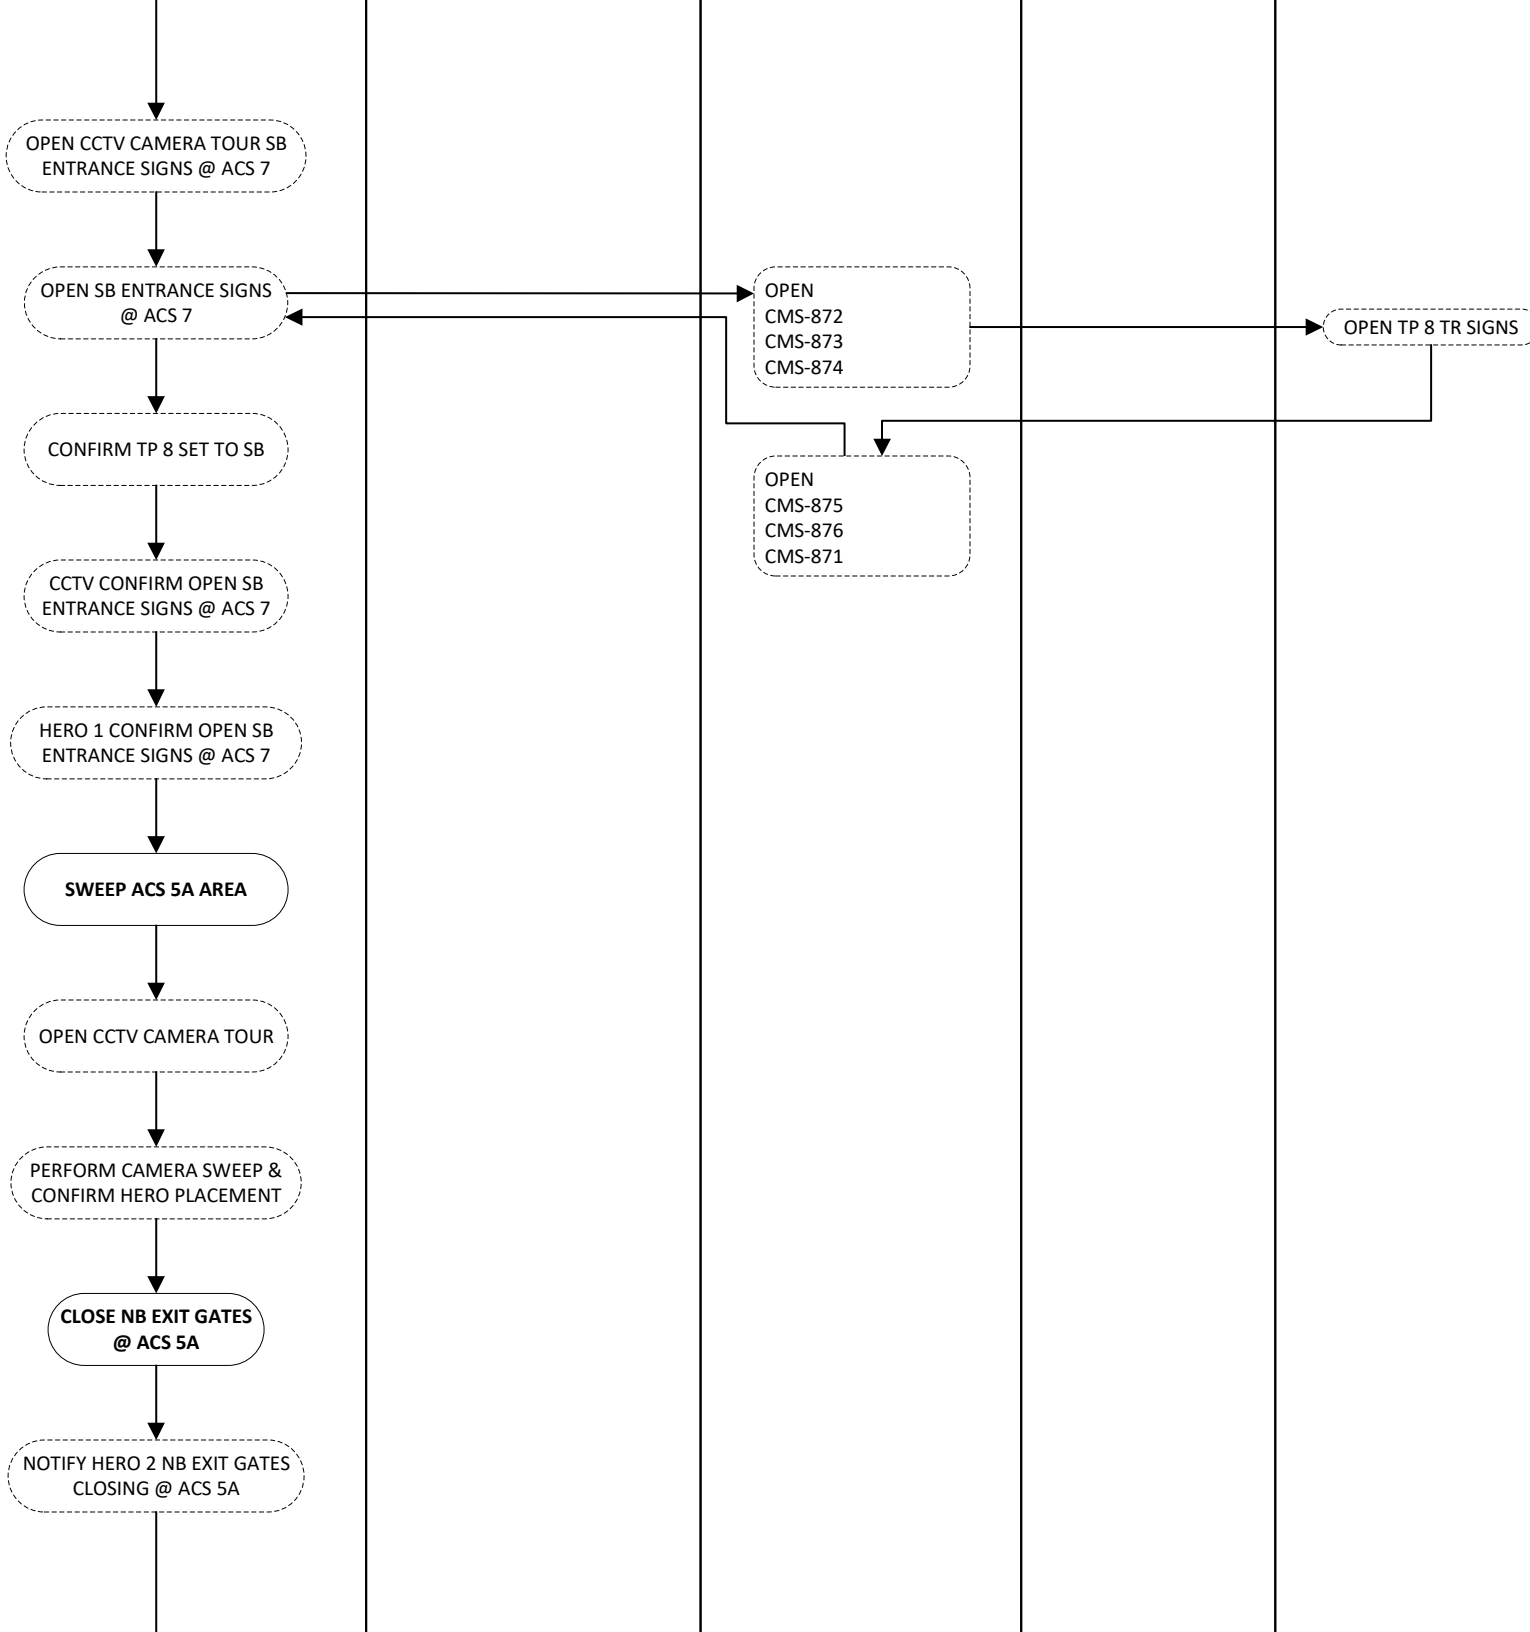 OPEN CCTV CAMERA TOUR SB
ENTRANCE SIGNS @ ACS 7
OPEN SB ENTRANCE SIGNS
@ ACS 7
OPEN
CMS-872
CMS-873
CMS-874
OPEN TP 8 TR SIGNS
CONFIRM TP 8 SET TO SB
OPEN
CMS-875
CMS-876
CMS-871
CCTV CONFIRM OPEN SB
ENTRANCE SIGNS @ ACS 7
HERO 1 CONFIRM OPEN SB
ENTRANCE SIGNS @ ACS 7
SWEEP ACS 5A AREA
OPEN CCTV CAMERA TOUR
PERFORM CAMERA SWEEP &
CONFIRM HERO PLACEMENT
CLOSE NB EXIT GATES
@ ACS 5A
NOTIFY HERO 2 NB EXIT GATES
CLOSING @ ACS 5A